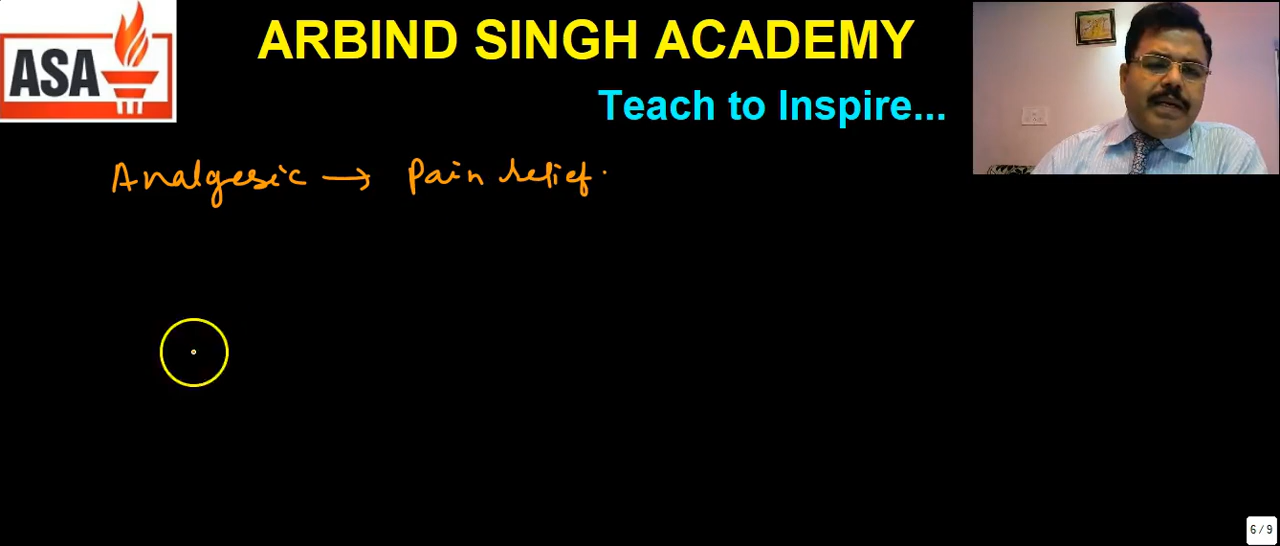 ASA
ARBIND SINGH ACADEMY
Teach to Inspire...
Analgesic → Pain relief.
6/9